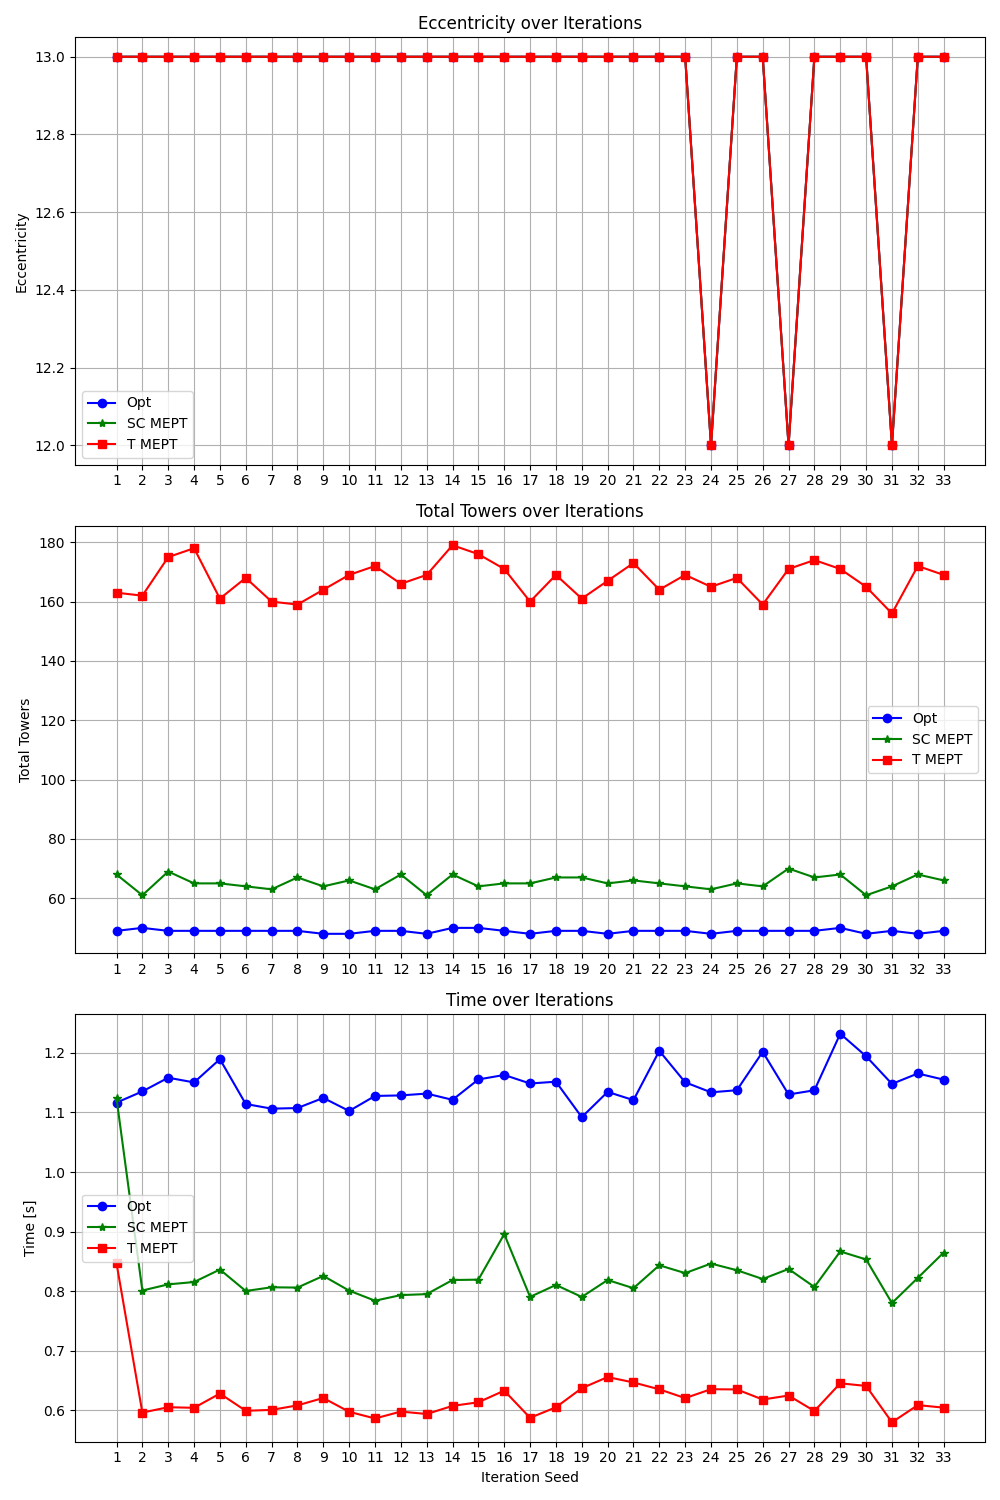 Eccentricity over Iterations
Eccentricity
13.0
12.8
12.6
12.4
12.2
12.0
Opt
SC MEPT
T MEPT
1 2 3 4 5 6 7 8 9 10 11 12 13 14 15 16 17 18 19 20 21 22 23 24 25 26 27 28 29 30 31 32 33
Total Towers over Iterations
Total Towers
180
160
140
120
100
80
60
Opt
SC MEPT
T MEPT
1 2 3 4 5 6 7 8 9 10 11 12 13 14 15 16 17 18 19 20 21 22 23 24 25 26 27 28 29 30 31 32 33
Time over Iterations
Time [s]
1.2
1.1
1.0
0.9
0.8
0.7
0.6
Opt
SC MEPT
T MEPT
1 2 3 4 5 6 7 8 9 10 11 12 13 14 15 16 17 18 19 20 21 22 23 24 25 26 27 28 29 30 31 32 33
Iteration Seed